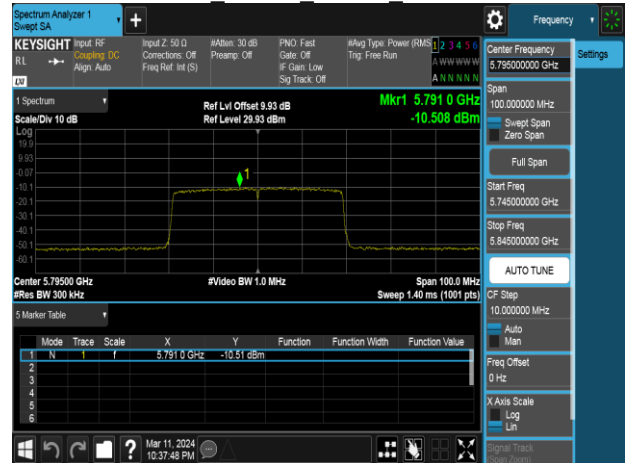 Spectrum Analyzer 1
Swept SA
+
Frequency
KEYSIGHT
RL
LXI
Input: RF
Coupling: DC
Align: Auto
Input Z: 50 Ω
Corrections: Off
Freq Ref: Int (S)
#Atten: 30 dB
Preamp: Off
PNO: Fast
Gate: Off
IF Gain: Low
Sig Track: Off
#Avg Type: Power (RMS
Trig: Free Run
1 2 3 4 5 6
A W W W W W
A N N N N N
Center Frequency
5.795000000 GHz
Settings
Span
100.000000 MHz
Swept Span
Zero Span
Full Span
Start Freq
5.745000000 GHz
Stop Freq
5.845000000 GHz
AUTO TUNE
CF Step
10.000000 MHz
Auto
Man
Freq Offset
0 Hz
X Axis Scale
Log
Lin
Signal Track
(Span Zoom)
1 Spectrum
Scale/Div 10 dB
Ref Lvl Offset 9.93 dB
Ref Level 29.93 dBm
Mkr1 5.791 0 GHz
-10.508 dBm
Log
19.9
9.93
-0.07
-10.1
-20.1
-30.1
-40.1
-50.1
-60.1
1
Center 5.79500 GHz
#Res BW 300 kHz
#Video BW 1.0 MHz
Span 100.0 MHz
Sweep 1.40 ms (1001 pts)
5 Marker Table
Mode Trace Scale X Y Function Function Width Function Value
1 N 1 f 5.791 0 GHz -10.51 dBm
2
3
4
5
6
?
Mar 11, 2024
10:37:48 PM